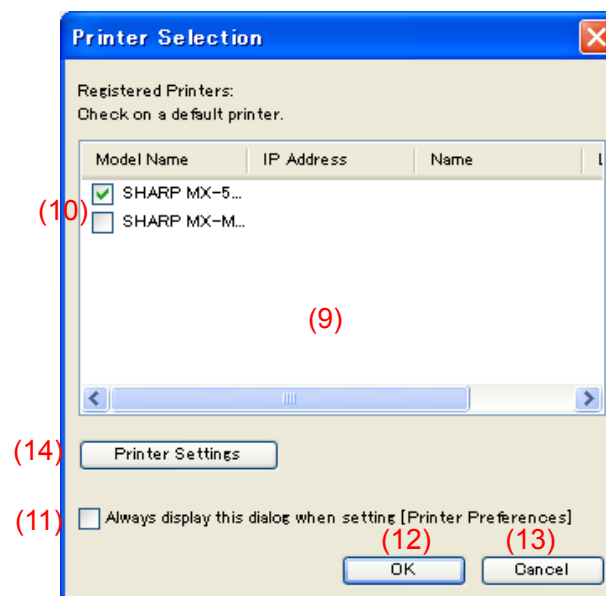 Printer Selection
Registered Printers:
Check on a default printer.
Model Name IP Address Name L
(10) SHARP MX-5...
SHARP MX-M...
(9)
(14) Printer Settings
(11) Always display this dialog when setting [Printer Preferences]
(12) (13)
OK Cancel